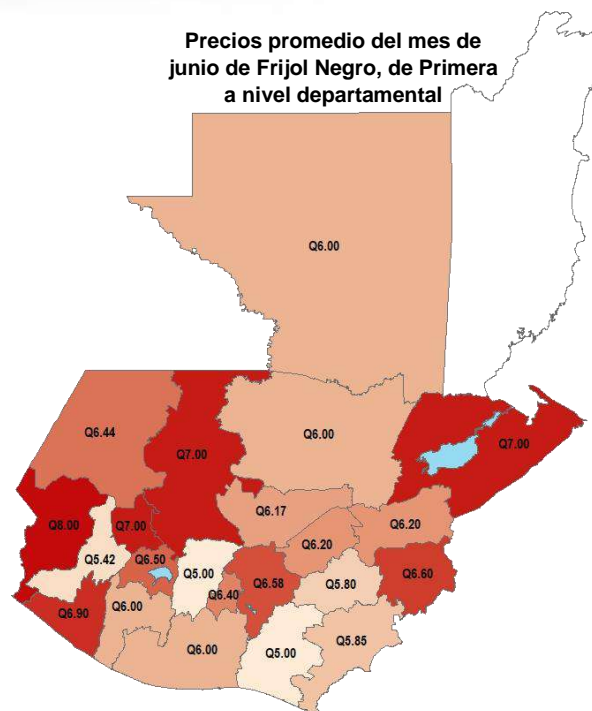 Precios promedio del mes de
junio de Frijol Negro, de Primera
a nivel departamental
Q6.00
Q6.44
Q7.00
Q6.00
Q7.00
Q6.17
Q8.00
Q7.00
Q6.20
Q6.20
Q5.42
Q6.50
Q5.00
Q6.58
Q5.80
Q6.60
Q6.40
Q6.90
Q6.00
Q6.00
Q5.00
Q5.85